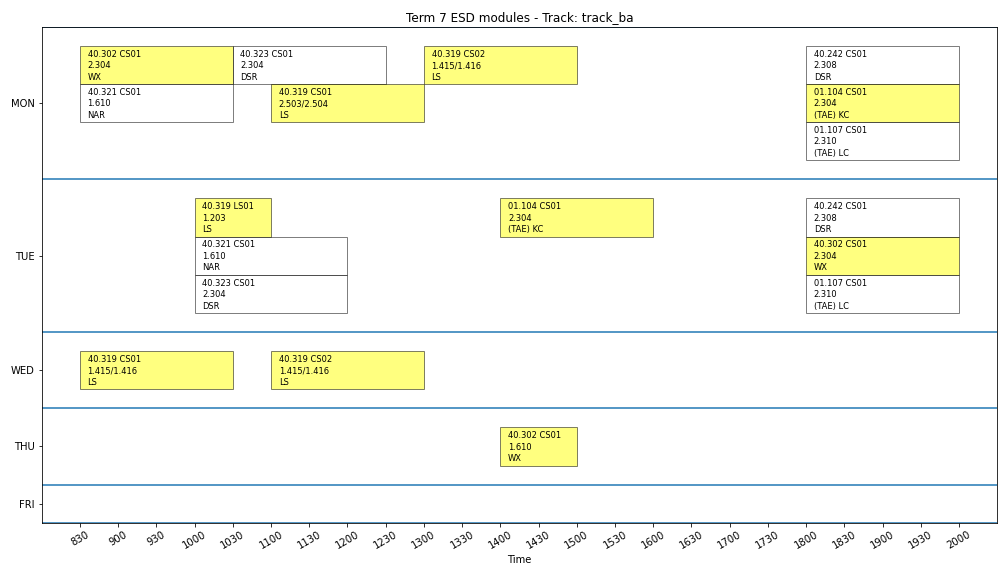 Term 7 ESD modules - Track: track_ba
MON
40.302 CS01
2.304
WX
40.323 CS01
2.304
DSR
40.319 CS02
1.415/1.416
LS
40.242 CS01
2.308
DSR
40.321 CS01
1.610
NAR
40.319 CS01
2.503/2.504
LS
01.104 CS01
2.304
(TAE) KC
01.107 CS01
2.310
(TAE) LC
TUE
40.319 LS01
1.203
LS
01.104 CS01
2.304
(TAE) KC
40.242 CS01
2.308
DSR
40.321 CS01
1.610
NAR
40.302 CS01
2.304
WX
40.323 CS01
2.304
DSR
01.107 CS01
2.310
(TAE) LC
WED
40.319 CS01
1.415/1.416
LS
40.319 CS02
1.415/1.416
LS
THU
40.302 CS01
1.610
WX
FRI
830 900 930 1000 1030 1100 1130 1200 1230 1300 1330 1400 1430 1500 1530 1600 1630 1700 1730 1800 1830 1900 1930 2000
Time